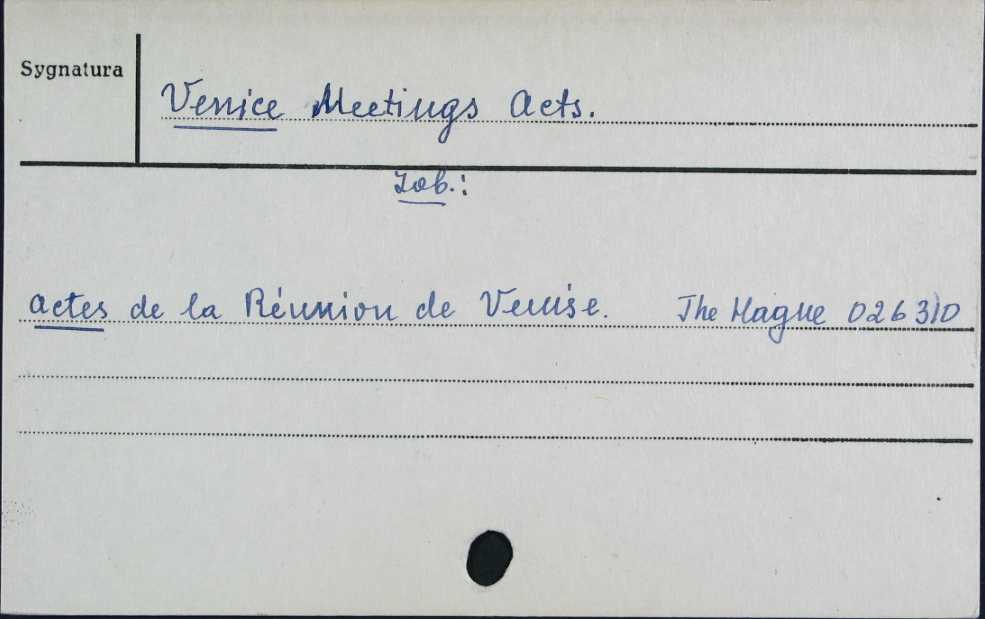 Sygnatura
Venice Meetings Acts.
Zob.:
Actes de la Réunion de Venise. The Hague 026310